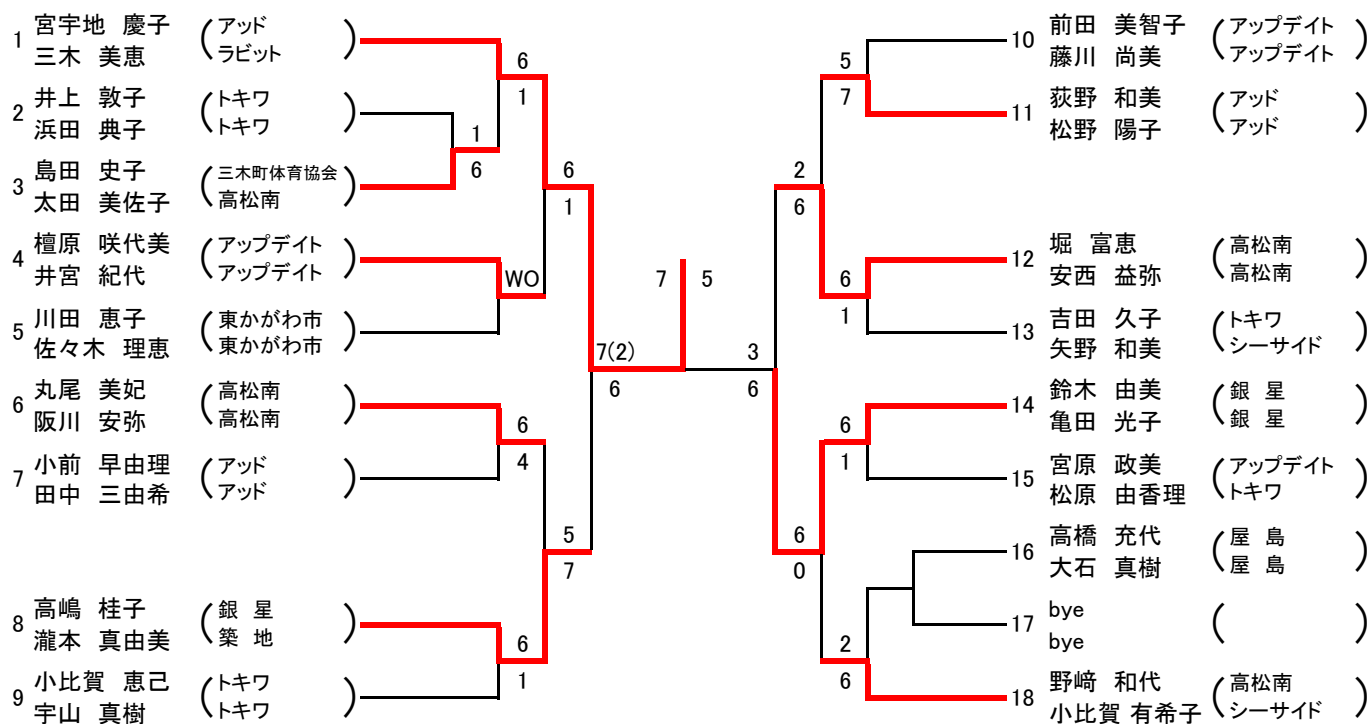 1 宮宇地 慶子 (アッド
三木 美恵 ラビット)
6
1
2 井上 敦子 (トキワ
浜田 典子 トキワ)
1
6
3 島田 史子 (三木町体育協会
太田 美佐子 高松南)
6
1
4 檀原 咲代美 (アップデイト
井宮 紀代 アップデイト)
WO
5 川田 恵子 (東かがわ市
佐々木 理恵 東かがわ市)
7(2)
6
6 丸尾 美妃 (高松南
阪川 安弥 高松南)
6
4
7 小前 早由理 (アッド
田中 三由希 アッド)
5
7
8 高嶋 桂子 (銀 星
瀧本 真由美 築 地)
6
1
9 小比賀 恵己 (トキワ
宇山 真樹 トキワ)
7 5
10 前田 美智子 (アップデイト
藤川 尚美 アップデイト)
5
7
11 荻野 和美 (アッド
松野 陽子 アッド)
2
6
12 堀 富恵 (高松南
安西 益弥 高松南)
6
1
13 吉田 久子 (トキワ
矢野 和美 シーサイド)
3
6
14 鈴木 由美 (銀 星
亀田 光子 銀 星)
6
1
15 宮原 政美 (アップデイト
松原 由香理 トキワ)
6
0
16 高橋 充代 (屋 島
大石 真樹 屋 島)
17 bye (
bye )
2
6
18 野﨑 和代 (高松南
小比賀 有希子 シーサイド)